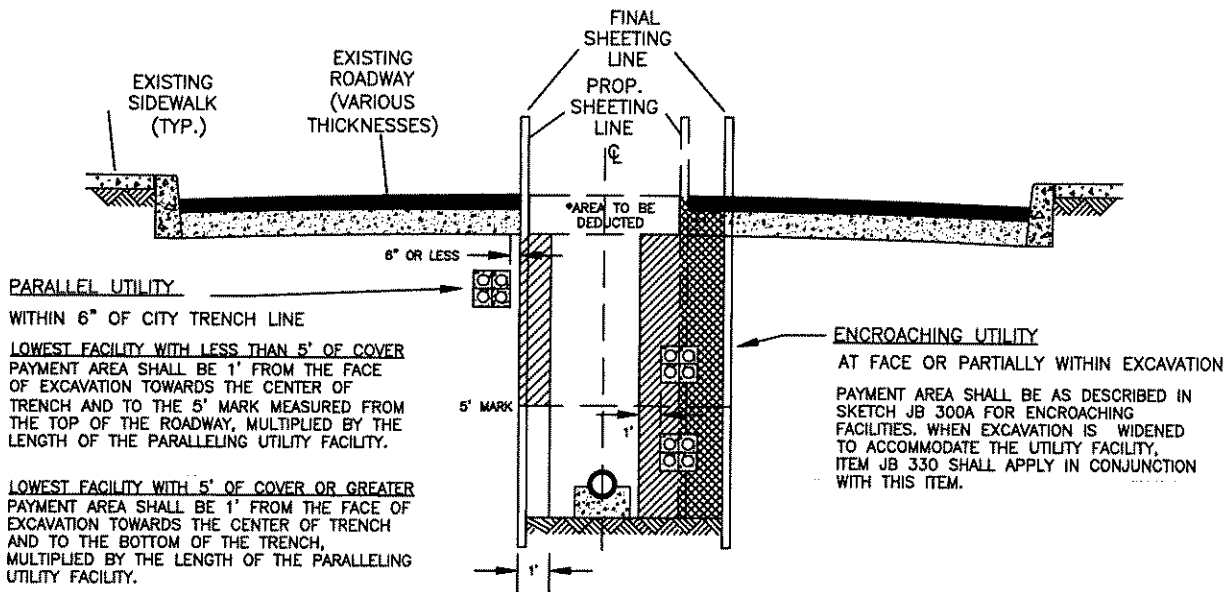 FINAL
SHEETING
LINE
PROP.
SHEETING
LINE
℄
EXISTING
ROADWAY
(VARIOUS
THICKNESSES)
EXISTING
SIDEWALK
(TYP.)
*AREA TO BE
DEDUCTED
6" OR LESS
PARALLEL UTILITY
WITHIN 6" OF CITY TRENCH LINE
LOWEST FACILITY WITH LESS THAN 5' OF COVER
PAYMENT AREA SHALL BE 1' FROM THE FACE
OF EXCAVATION TOWARDS THE CENTER OF
TRENCH AND TO THE 5' MARK MEASURED FROM
THE TOP OF THE ROADWAY, MULTIPLIED BY THE
LENGTH OF THE PARALLELING UTILITY FACILITY.
LOWEST FACILITY WITH 5' OF COVER OR GREATER
PAYMENT AREA SHALL BE 1' FROM THE FACE OF
EXCAVATION TOWARDS THE CENTER OF TRENCH
AND TO THE BOTTOM OF THE TRENCH,
MULTIPLIED BY THE LENGTH OF THE PARALLELING
UTILITY FACILITY.
5' MARK
1'
1'
ENCROACHING UTILITY
AT FACE OR PARTIALLY WITHIN EXCAVATION
PAYMENT AREA SHALL BE AS DESCRIBED IN
SKETCH JB 300A FOR ENCROACHING
FACILITIES. WHEN EXCAVATION IS WIDENED
TO ACCOMMODATE THE UTILITY FACILITY,
ITEM JB 330 SHALL APPLY IN CONJUNCTION
WITH THIS ITEM.